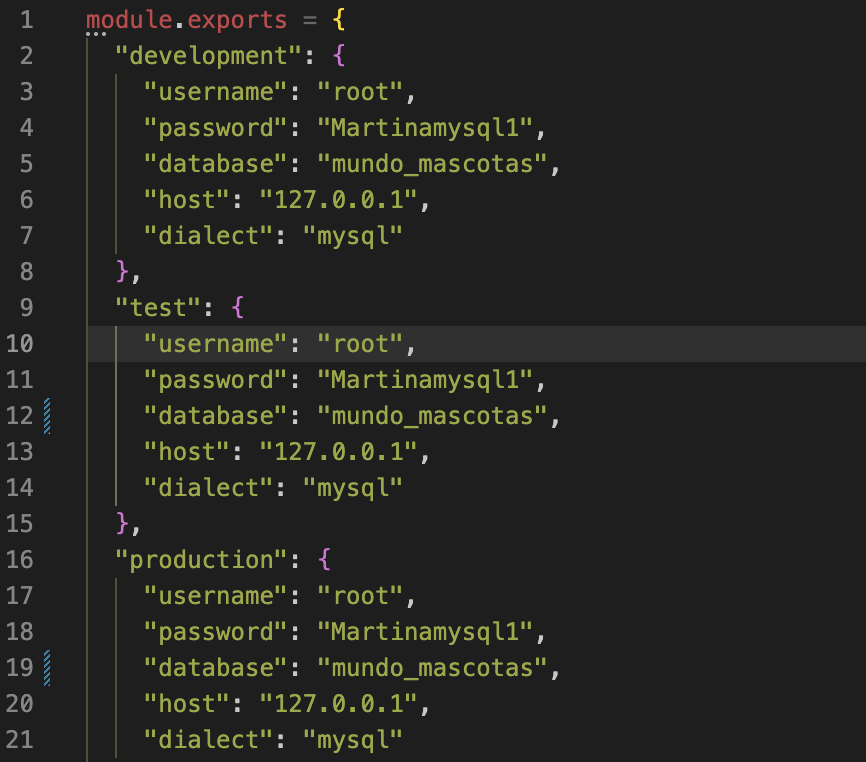 1 module.exports = {
2 "development": {
3 "username": "root",
4 "password": "Martinamysql1",
5 "database": "mundo_mascotas",
6 "host": "127.0.0.1",
7 "dialect": "mysql"
8 },
9 "test": {
10 "username": "root",
11 "password": "Martinamysql1",
12 "database": "mundo_mascotas",
13 "host": "127.0.0.1",
14 "dialect": "mysql"
15 },
16 "production": {
17 "username": "root",
18 "password": "Martinamysql1",
19 "database": "mundo_mascotas",
20 "host": "127.0.0.1",
21 "dialect": "mysql"